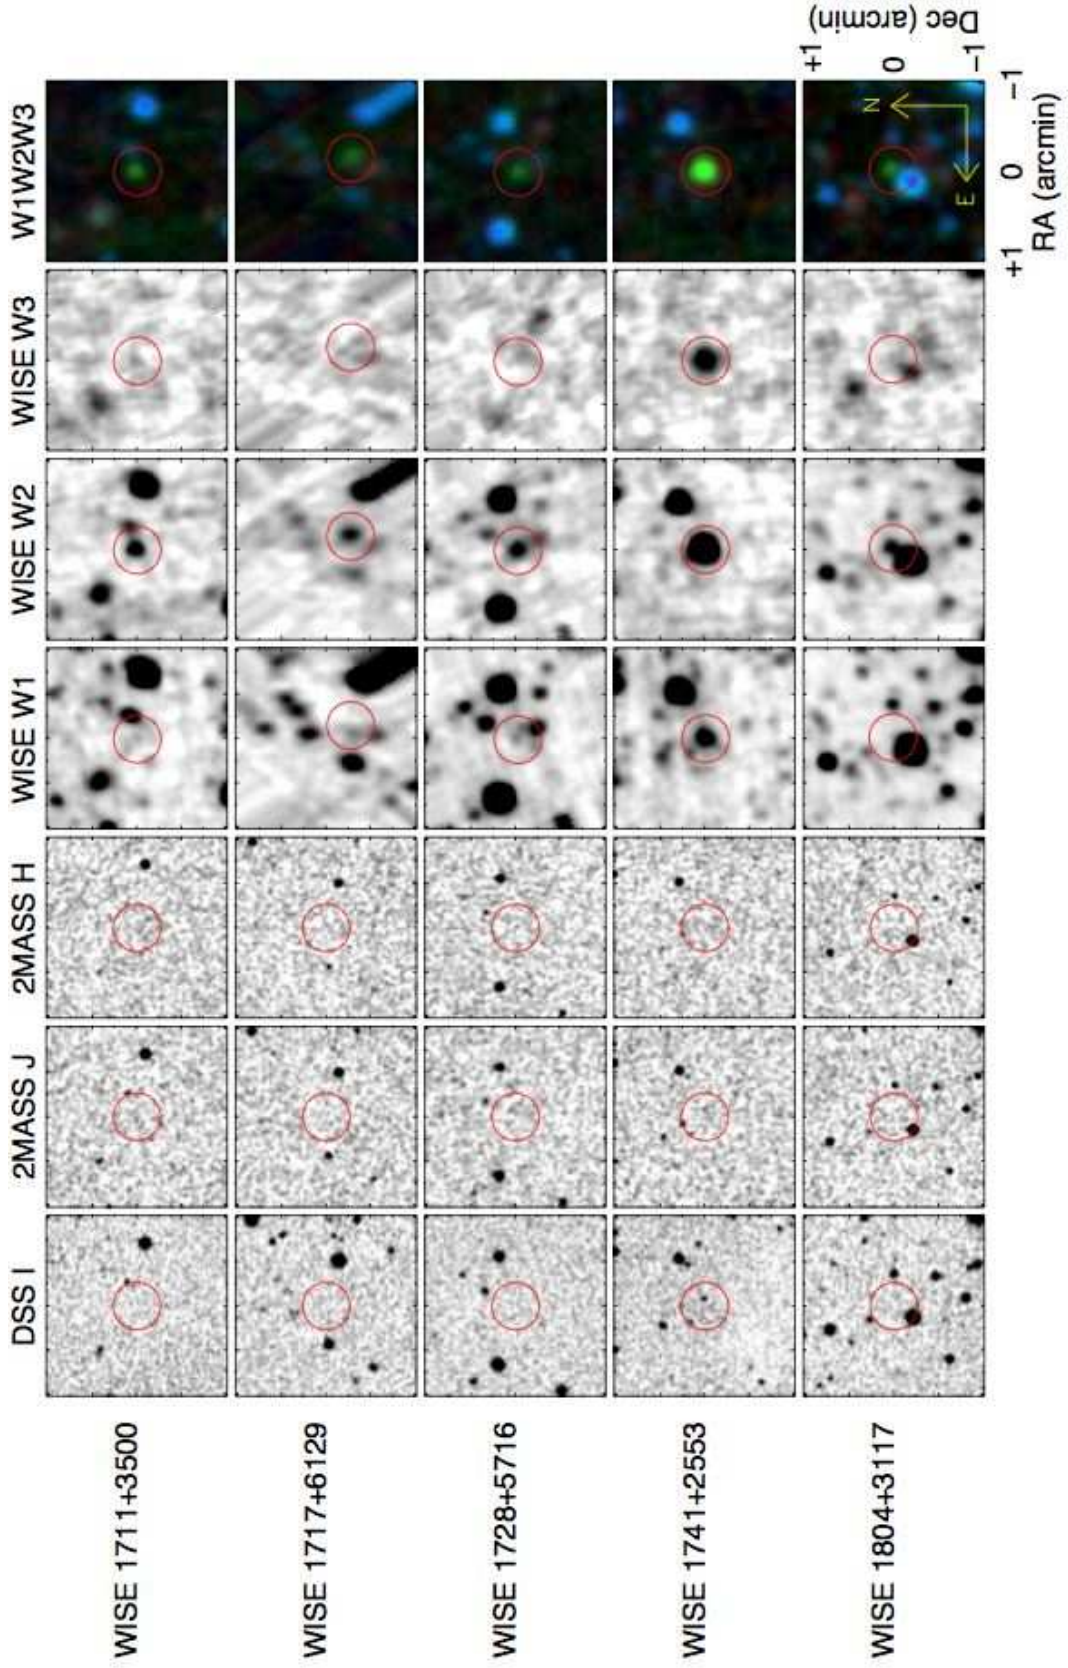 DSS I
2MASS J
2MASS H
WISE W1
WISE W2
WISE W3
W1W2W3
WISE 1711+3500
WISE 1717+6129
WISE 1728+5716
WISE 1741+2553
WISE 1804+3117
N
E
+1
0
−1
Dec (arcmin)
+1
0
−1
RA (arcmin)